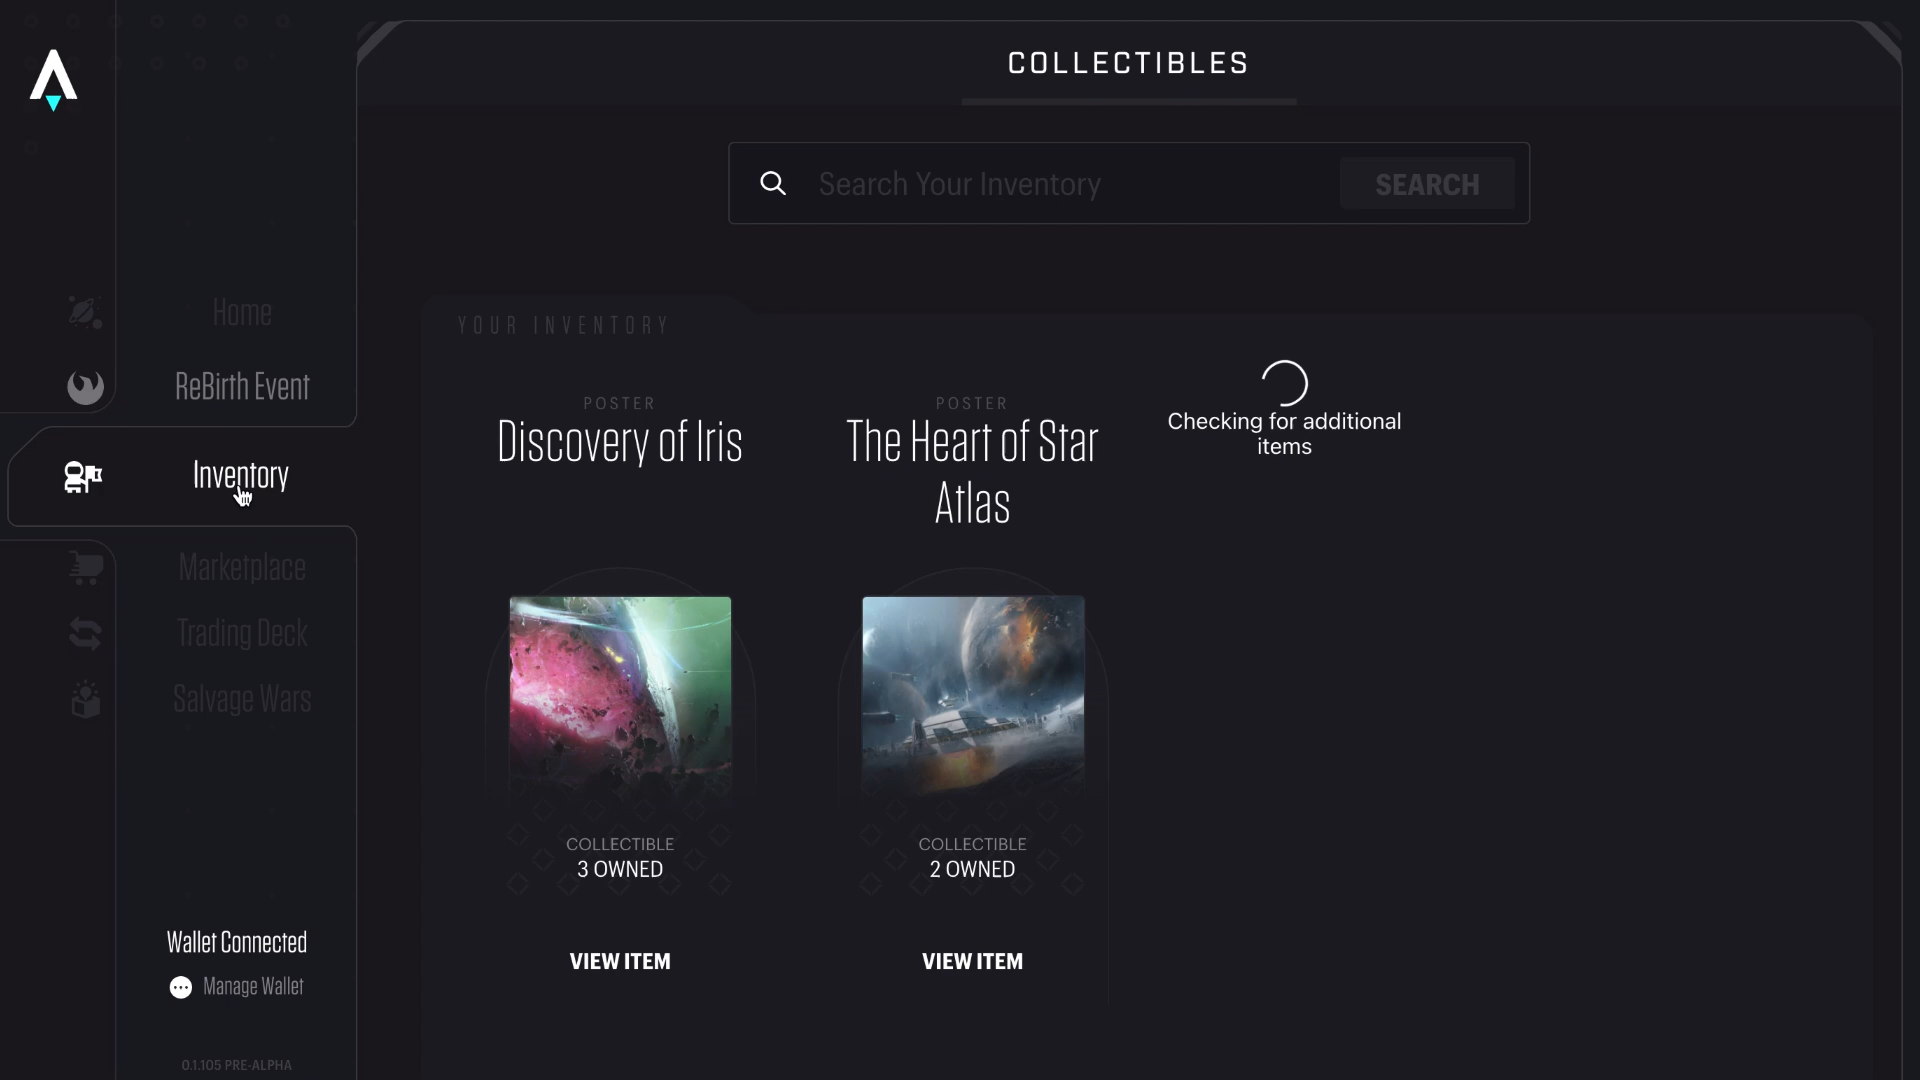 COLLECTIBLES
Search Your Inventory
SEARCH
Home
ReBirth Event
Inventory
Marketplace
Trading Deck
Salvage Wars
Wallet Connected
Manage Wallet
0.1.105 PRE-ALPHA
YOUR INVENTORY
POSTER
Discovery of Iris
COLLECTIBLE
3 OWNED
VIEW ITEM
POSTER
The Heart of Star
Atlas
COLLECTIBLE
2 OWNED
VIEW ITEM
Checking for additional
items